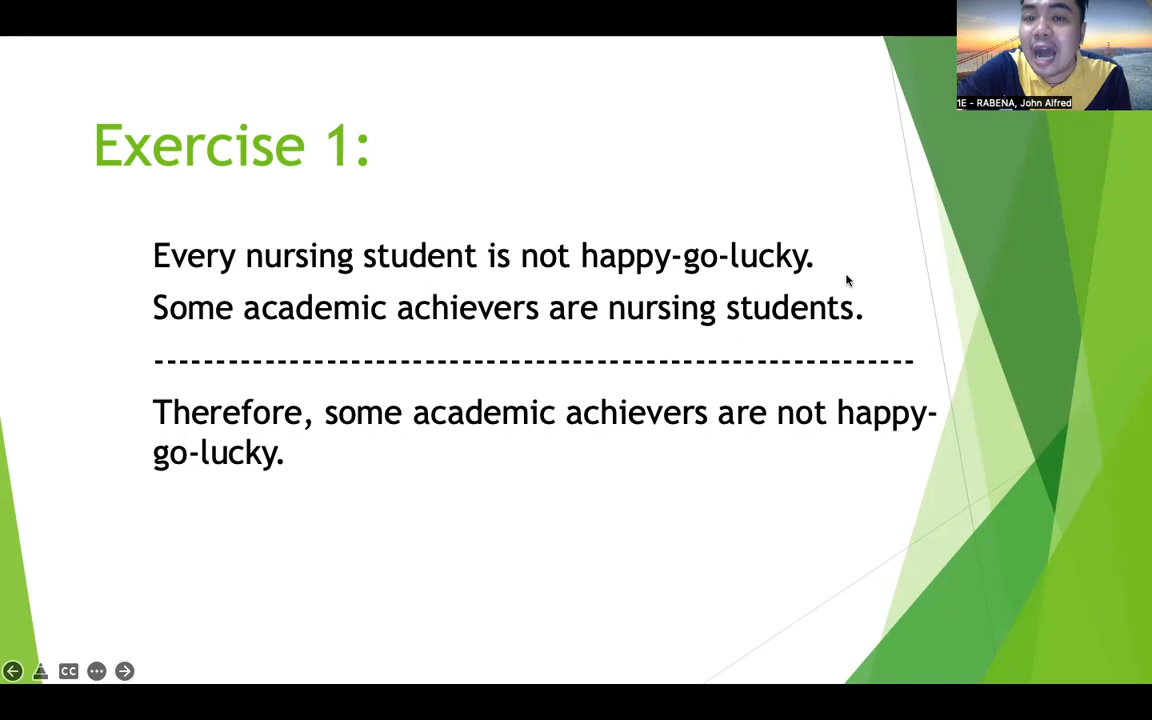 1E - RABENA, John Alfred
Exercise 1:
Every nursing student is not happy-go-lucky.
Some academic achievers are nursing students.
------------------------------------------------------------
Therefore, some academic achievers are not happy-
go-lucky.
CC